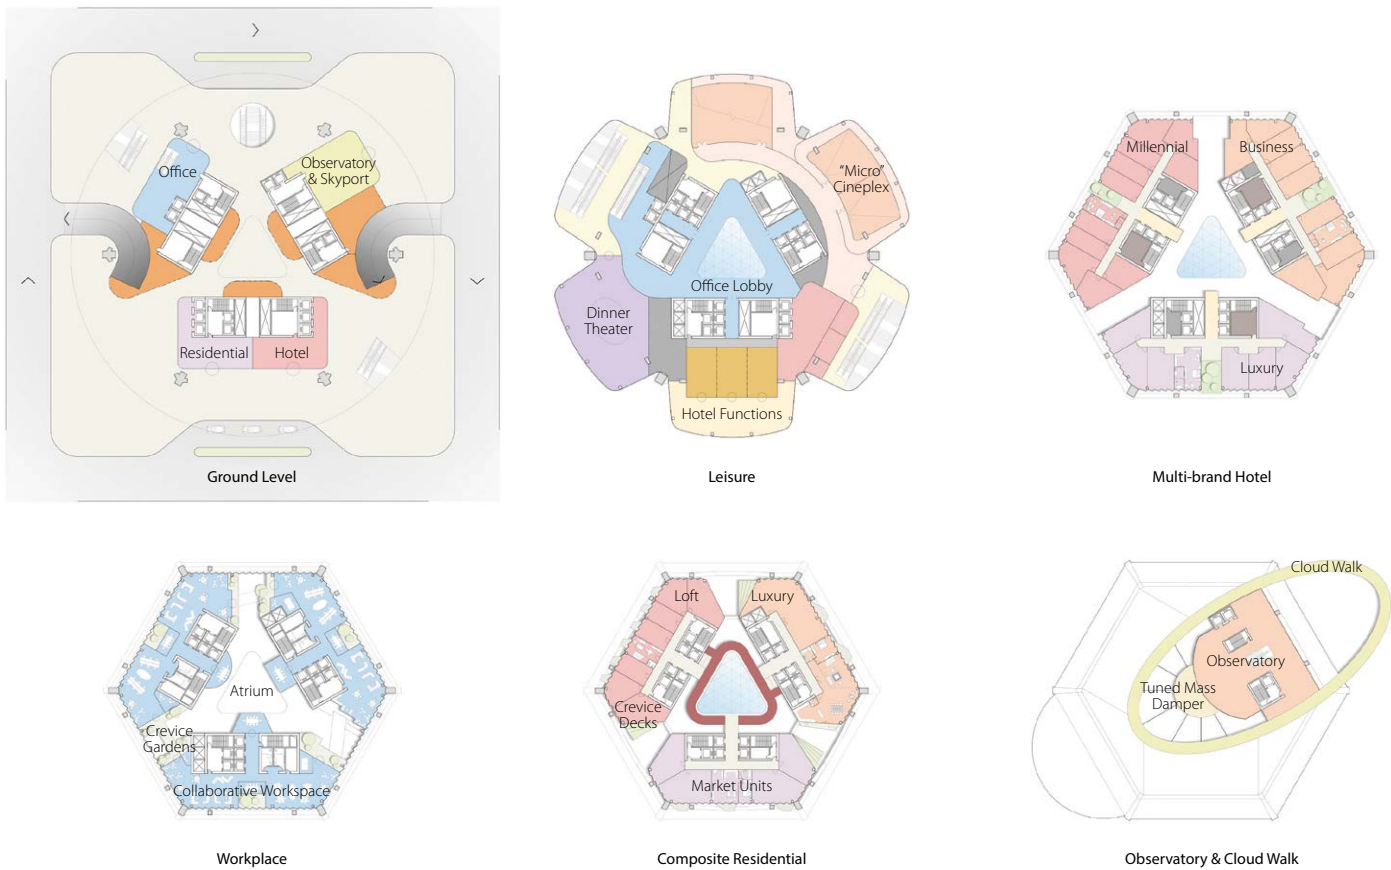 Office
Observatory
& Skyport
Residential
Hotel
Ground Level
“Micro”
Cineplex
Office Lobby
Dinner
Theater
Hotel Functions
Leisure
Millennial
Business
Luxury
Multi-brand Hotel
Atrium
Crevice
Gardens
Collaborative Workspace
Workplace
Loft
Luxury
Crevice
Decks
Market Units
Composite Residential
Cloud Walk
Observatory
Tuned Mass
Damper
Observatory & Cloud Walk